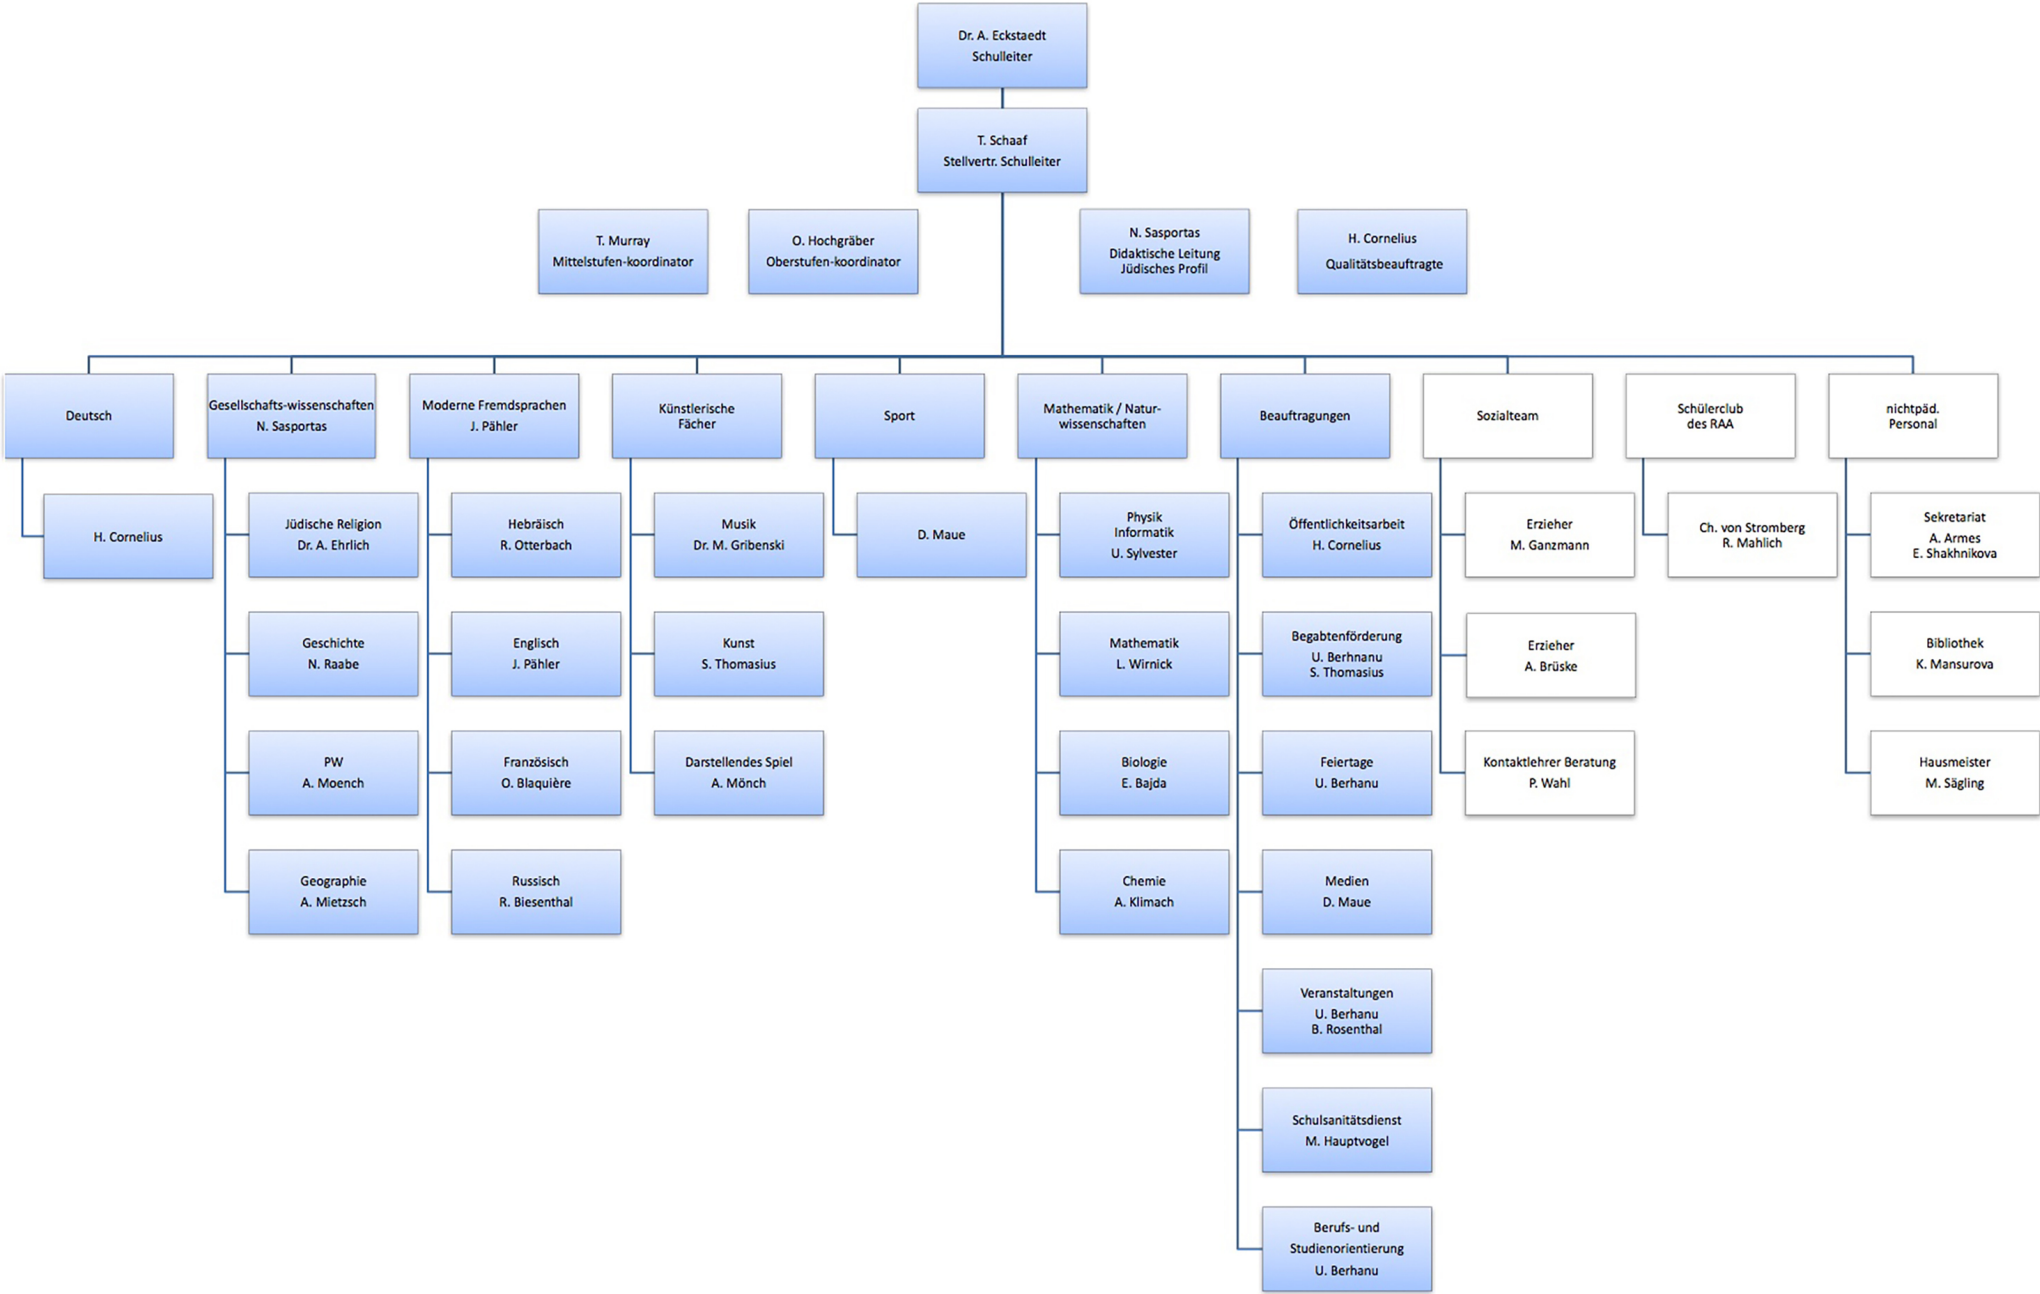 Dr. A. Eckstaedt
Schulleiter
T. Schaaf
Stellvertr. Schulleiter
T. Murray
Mittelstufen-koordinator
O. Hochgräber
Oberstufen-koordinator
N. Sasportas
Didaktische Leitung
Jüdisches Profil
H. Cornelius
Qualitätsbeauftragte
Deutsch
H. Cornelius
Gesellschafts-wissenschaften
N. Sasportas
Jüdische Religion
Dr. A. Ehrlich
Geschichte
N. Raabe
PW
A. Moench
Geographie
A. Mietzsch
Moderne Fremdsprachen
J. Pähler
Hebräisch
R. Otterbach
Englisch
J. Pähler
Französisch
O. Blaquière
Russisch
R. Biesenthal
Künstlerische
Fächer
Musik
Dr. M. Gribenski
Kunst
S. Thomasius
Darstellendes Spiel
A. Mönch
Sport
D. Maue
Mathematik / Natur-
wissenschaften
Physik
Informatik
U. Sylvester
Mathematik
L. Wirnick
Biologie
E. Bajda
Chemie
A. Klimach
Beauftragungen
Öffentlichkeitsarbeit
H. Cornelius
Begabtenförderung
U. Berhnanu
S. Thomasius
Feiertage
U. Berhanu
Medien
D. Maue
Veranstaltungen
U. Berhanu
B. Rosenthal
Schulsanitätsdienst
M. Hauptvogel
Berufs- und
Studienorientierung
U. Berhanu
Sozialteam
Erzieher
M. Ganzmann
Erzieher
A. Brüske
Kontaktlehrer Beratung
P. Wahl
Schülerclub
des RAA
Ch. von Stromberg
R. Mahlich
nichtpäd.
Personal
Sekretariat
A. Armes
E. Shakhnikova
Bibliothek
K. Mansurova
Hausmeister
M. Sägling